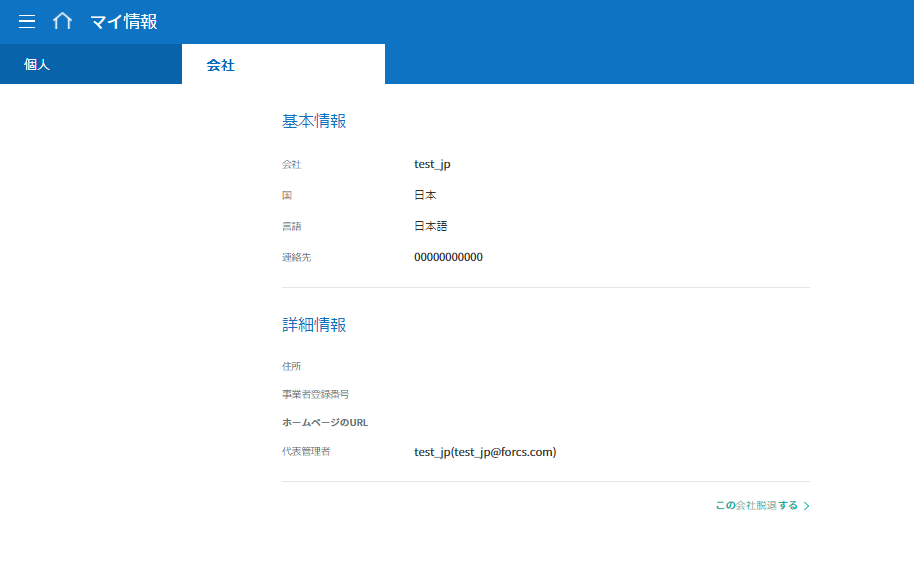 マイ情報
個人
会社
基本情報
会社 test_jp
国 日本
言語 日本語
連絡先 00000000000
詳細情報
住所
事業者登録番号
ホームページのURL
代表管理者 test_jp(test_jp@forcs.com)
この会社脱退する